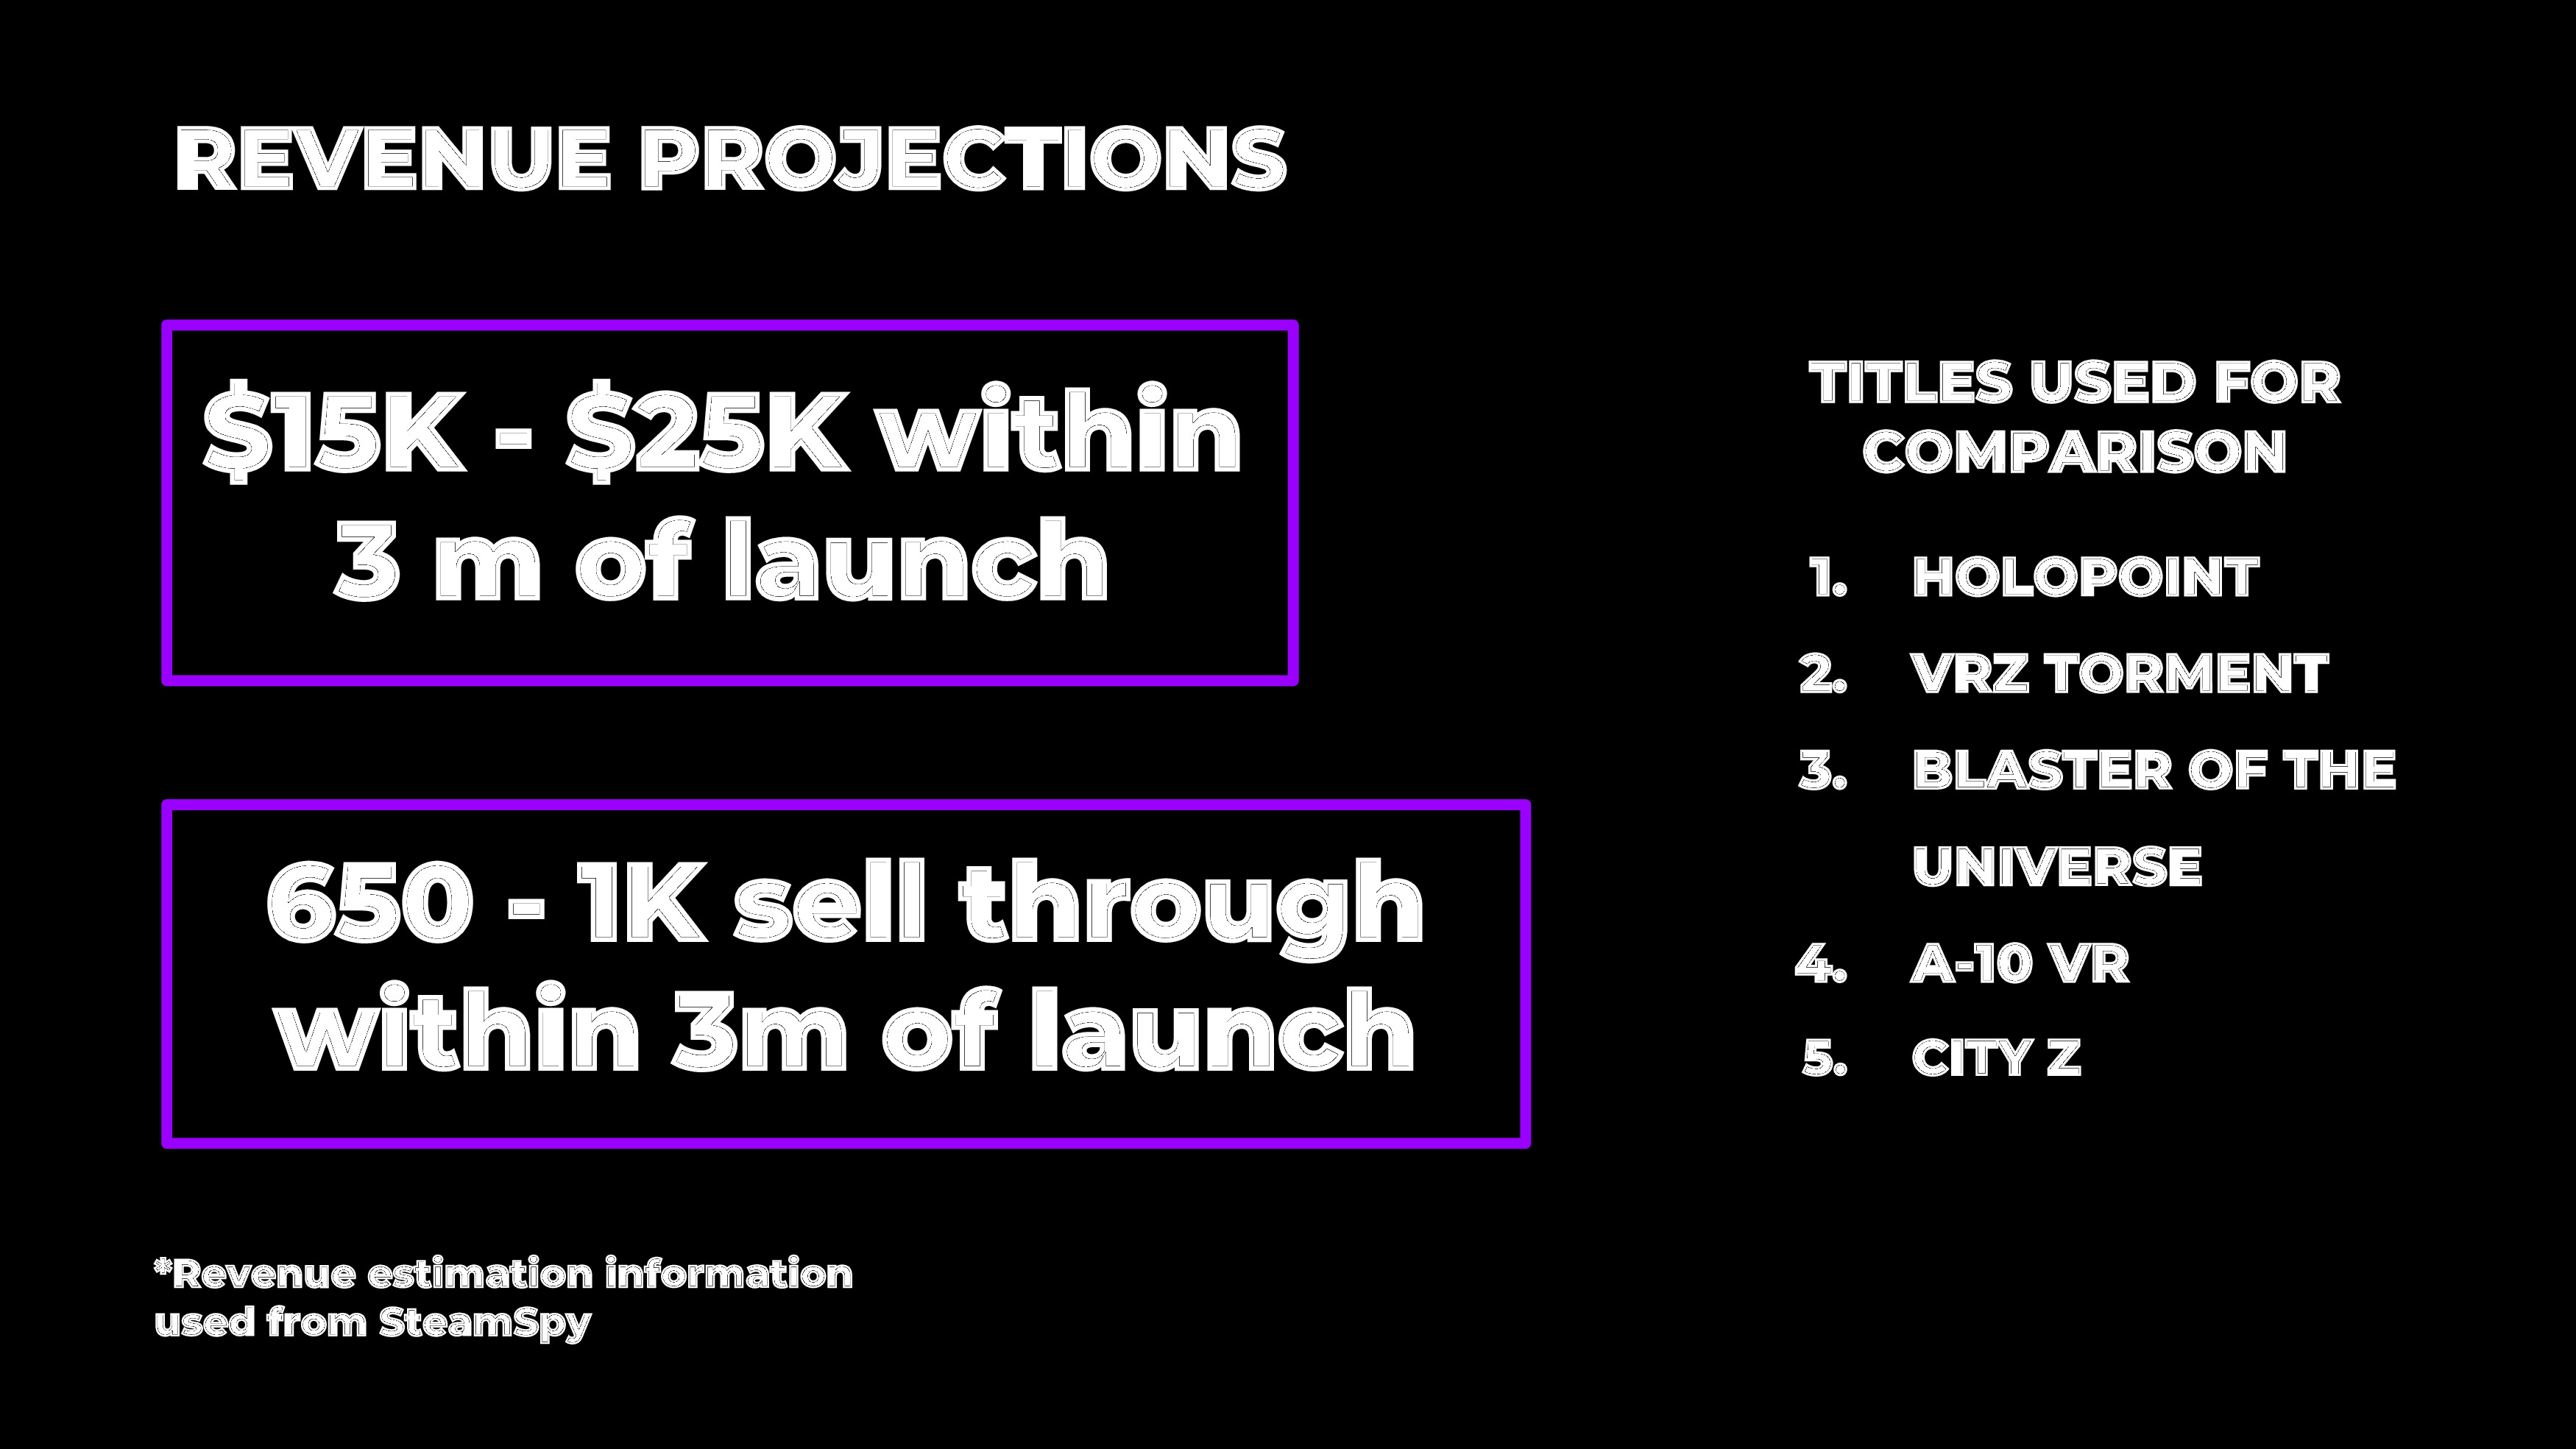 REVENUE PROJECTIONS
$15K - $25K within
3 m of launch
650 - 1K sell through
within 3m of launch
*Revenue estimation information
used from SteamSpy
TITLES USED FOR
COMPARISON
1. HOLOPOINT
2. VRZ TORMENT
3. BLASTER OF THE
UNIVERSE
4. A-10 VR
5. CITY Z